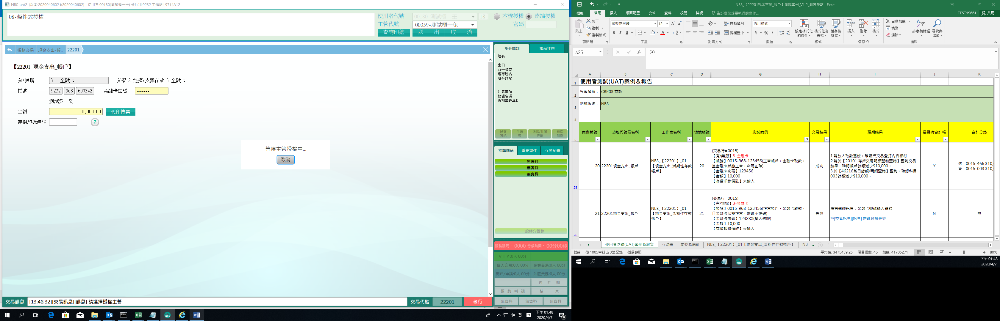 NBS-uat2 (版本:2020040602.b2020040602) 使用者:00180(測試櫃一王) 分行別:9232 工作站:L9714A12
08-條件式授權
使用者代號 00180-測試櫃一王 18 本機授權 遠端授權
主管代號 00359-測試櫃一兔 密碼
查詢印鑑 送 出 取 消
帳務交易 現金支出-帳.. 22201
【22201 現金支出_帳戶】
有/無摺 3 - 金融卡 1-有摺 2-無摺/支票存款 3-金融卡
帳號 9232 968 600342 金融卡密碼 ••••••
測試吳一癸
金額 10,000.00 代印傳票
存摺印錄備註 ?
等待主管授權中...
取消
交易訊息 [13:48:32][交易訊息][訊息] 請選擇授權主管 交易代號 22201 執行
身分識別 產品往來
姓名
生日
統一編號
理專姓名
身分註記
注意事項
簡訊密碼
近期事故異動
顧客資訊 手續費 通路/共同行銷 顧客影像
推薦商品 重要事件 互動記錄
無資料
無資料
無資料
一般轉介登錄
服務號碼： 0000 等候時間： 00分00秒
ＶＩＰ:0人 00分
個人交易:0人 00分 企業交易:0人 00分
開戶/申請:0人 00分 外匯業務:0人 00分
再 呼 叫
預 約 叫 號 結 束
無資料 無資料 無資料
英
下午 01:48
2020/4/7
4
NBS_【22201現金支出_帳戶】測試案例_V1.2_測資盤點 - Excel
檔案 常用 插入 版面配置 公式 資料 校閱 檢視 告訴我您想要執行的動作... TEST19661 共用
貼上 剪下 複製 複製格式 剪貼簿
微軟正黑體 12 B I U 字型
自動換列 跨欄置中 對齊方式
通用格式 $ % 數值
設定格式化的條件 格式化為表格 儲存格樣式 樣式
插入 刪除 格式 儲存格
自動加總 填滿 清除 排序與篩選 尋找與選取 編輯
A25 fx 20
A B C D G H I J K
1 使用者測試(UAT)案例＆報告
2 專案名稱： CBP03 存款
3 測試系統： NBS
4
5 案例編號 功能代號及名稱 工作表名稱 情境編號 測試案例 交易結果 預期結果 是否有會計帳 會計分錄
25 20 22201現金支出_帳戶
NBS_【22201】_01
【現金支出_活期性存款
帳戶】
20
(交易行=0015)
【有/無摺】3-金融卡
【帳號】0015-968-123456(正常帳戶，金融卡取款，
且金融卡狀態正常，密碼正確)
【金融卡密碼】123456
【金額】10,000
【存摺印錄備註】未輸入
成功
1.請放入取款憑條，確認與交易登打內容相符
2.請於【20101 存戶交易明細整和查詢】查詢交易
結果，確認帳戶餘額減少$10,000。
3.於【46216當日餘額/明細查詢】查詢，確認科目
003餘額減少$10,000。
Y
借：0015-466 $10,
貸：0015-003 $10,
26 21 22201現金支出_帳戶
NBS_【22201】_01
【現金支出_活期性存款
帳戶】
21
(交易行=0015)
【有/無摺】3-金融卡
【帳號】0015-968-123456(正常帳戶，金融卡取款，
且金融卡狀態正常，密碼不正確)
【金融卡密碼】123XXX(輸入錯誤)
【金額】10,000
【存摺印錄備註】未輸入
失敗
應有錯誤訊息：金融卡密碼輸入錯誤
**[交易訊息][訊息] 密碼驗證失敗
N
無
使用者測試(UAT)案例＆報告 互助表 本交易統計 NBS_【22201】_01【現金支出_活期性存款帳戶】 NB ...
就緒 從 1005中找出 3筆記錄 循環參照 平均值: 3475439.25 項目個數: 46 加總: 41705271 80%
下午 01:48
2020/4/7